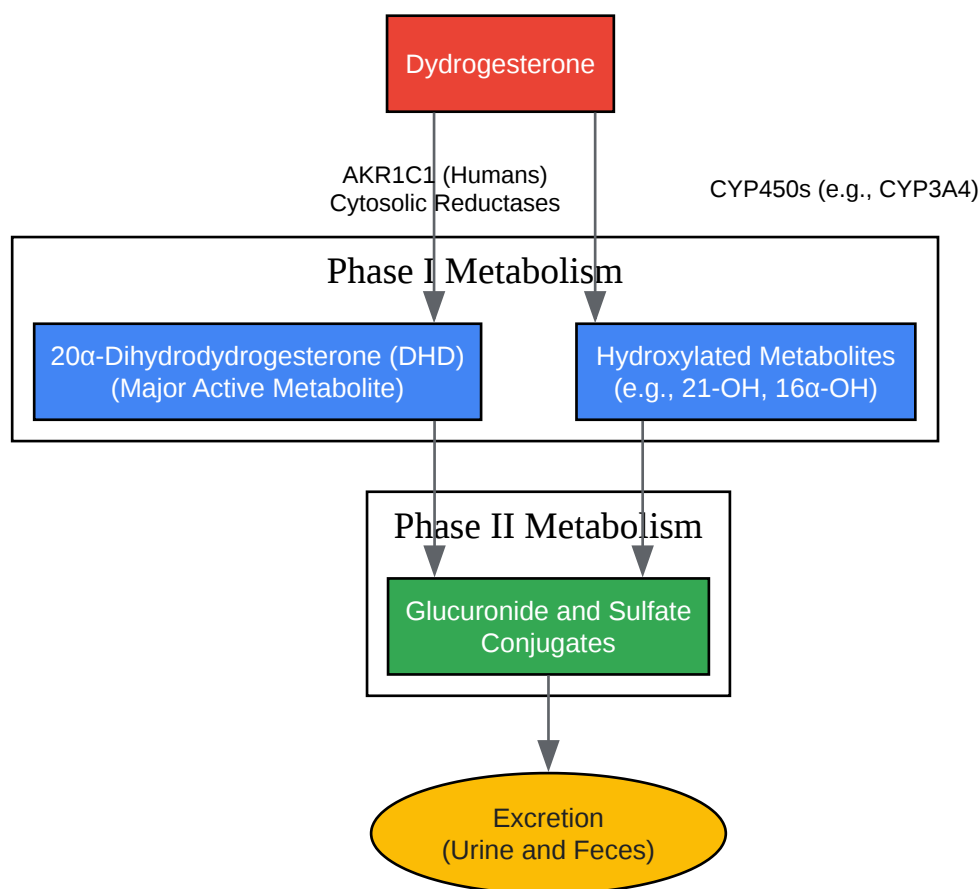 Dydrogesterone
AKR1C1 (Humans)
Cytosolic Reductases
CYP450s (e.g., CYP3A4)
Phase I Metabolism
20α-Dihydrodydrogesterone (DHD)
(Major Active Metabolite)
Hydroxylated Metabolites
(e.g., 21-OH, 16α-OH)
Phase II Metabolism
Glucuronide and Sulfate
Conjugates
Excretion
(Urine and Feces)